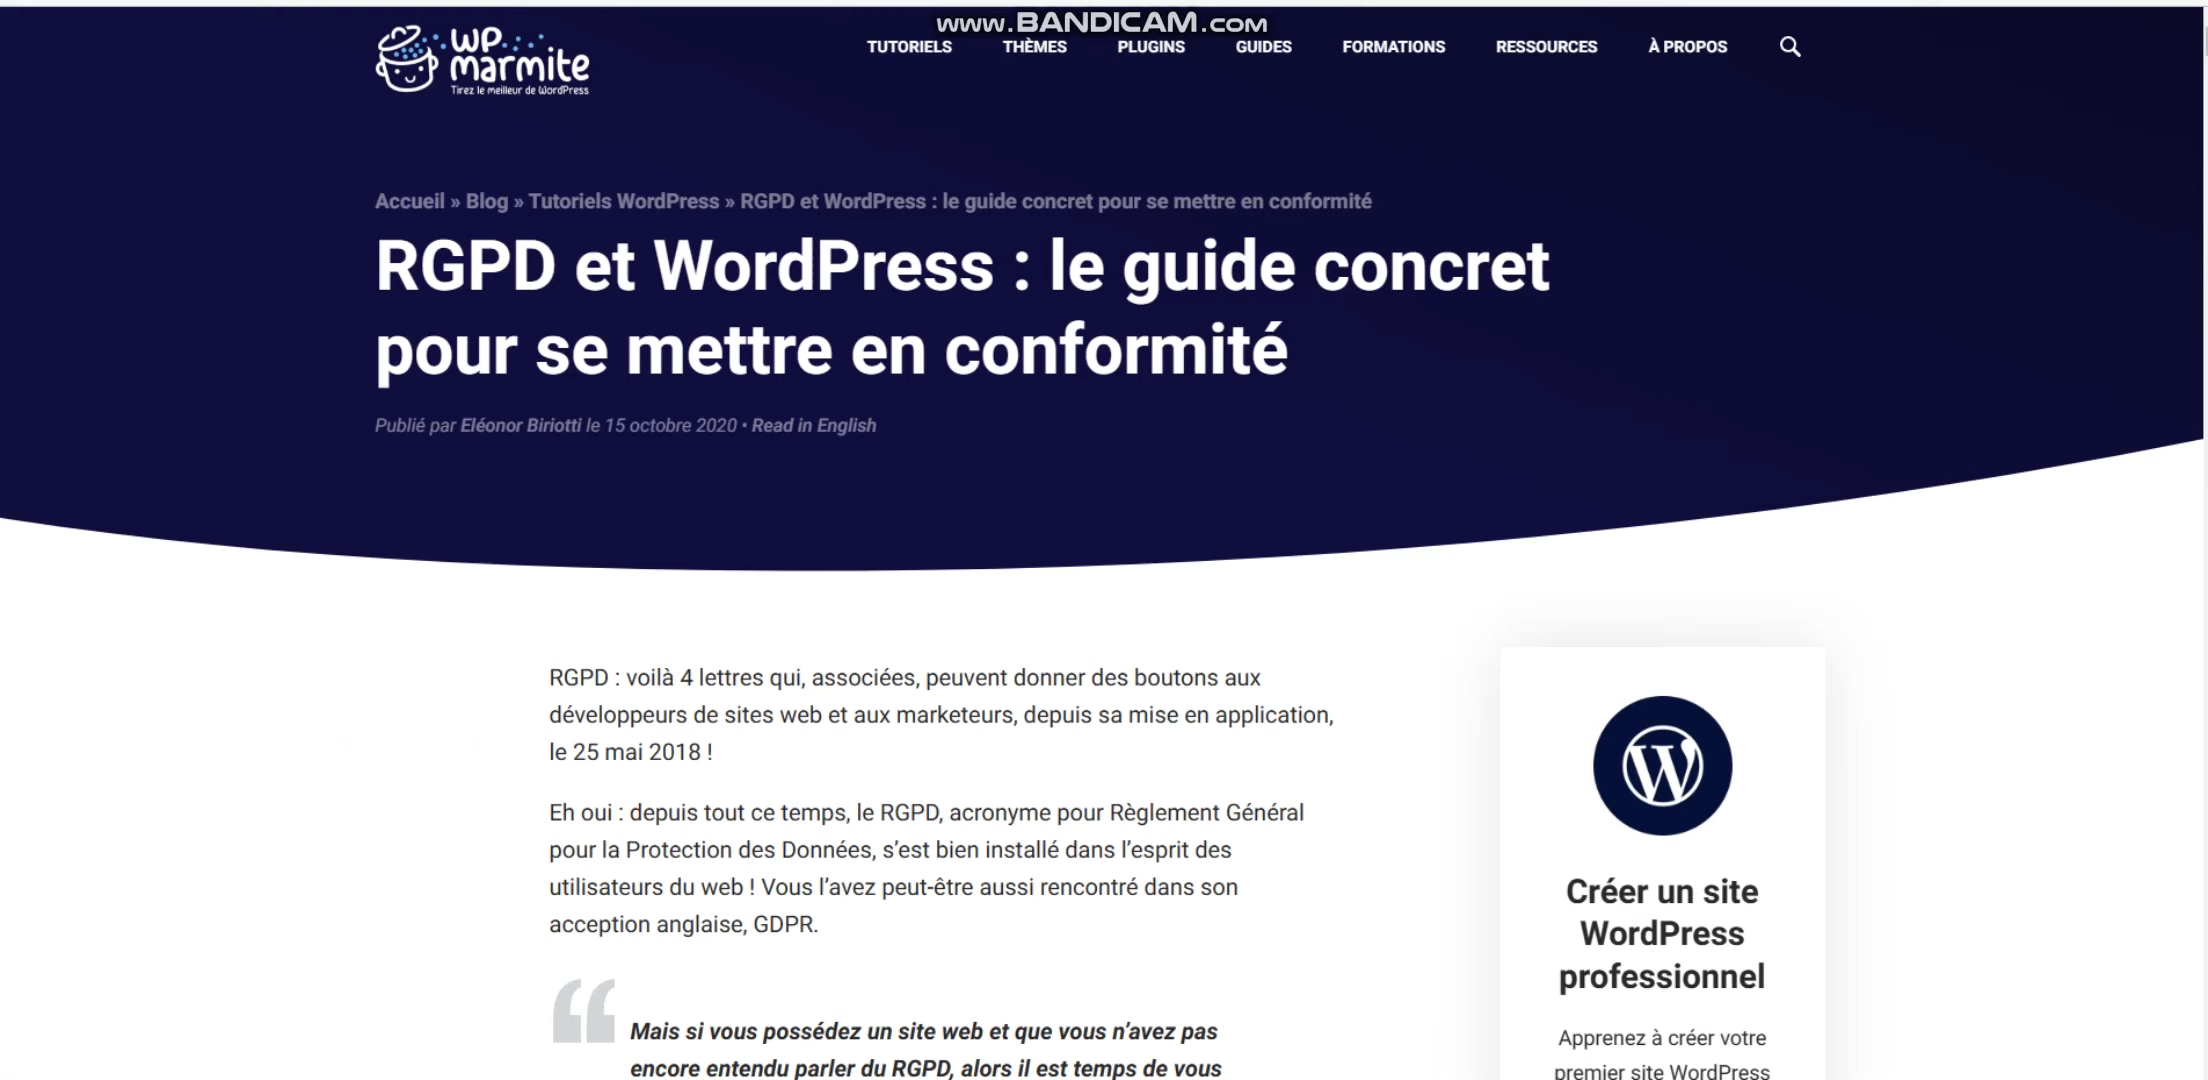 www.BANDICAM.com
WP
marmite
Tirez le meilleur de WordPress
TUTORIELS THÈMES PLUGINS GUIDES FORMATIONS RESSOURCES À PROPOS
Accueil » Blog » Tutoriels WordPress » RGPD et WordPress : le guide concret pour se mettre en conformité
RGPD et WordPress : le guide concret
pour se mettre en conformité
Publié par Eléonor Biriotti le 15 octobre 2020 • Read in English
RGPD : voilà 4 lettres qui, associées, peuvent donner des boutons aux
développeurs de sites web et aux marketeurs, depuis sa mise en application,
le 25 mai 2018 !
Eh oui : depuis tout ce temps, le RGPD, acronyme pour Règlement Général
pour la Protection des Données, s’est bien installé dans l’esprit des
utilisateurs du web ! Vous l’avez peut-être aussi rencontré dans son
acception anglaise, GDPR.
“
Mais si vous possédez un site web et que vous n’avez pas
encore entendu parler du RGPD, alors il est temps de vous
W
Créer un site
WordPress
professionnel
Apprenez à créer votre
premier site WordPress